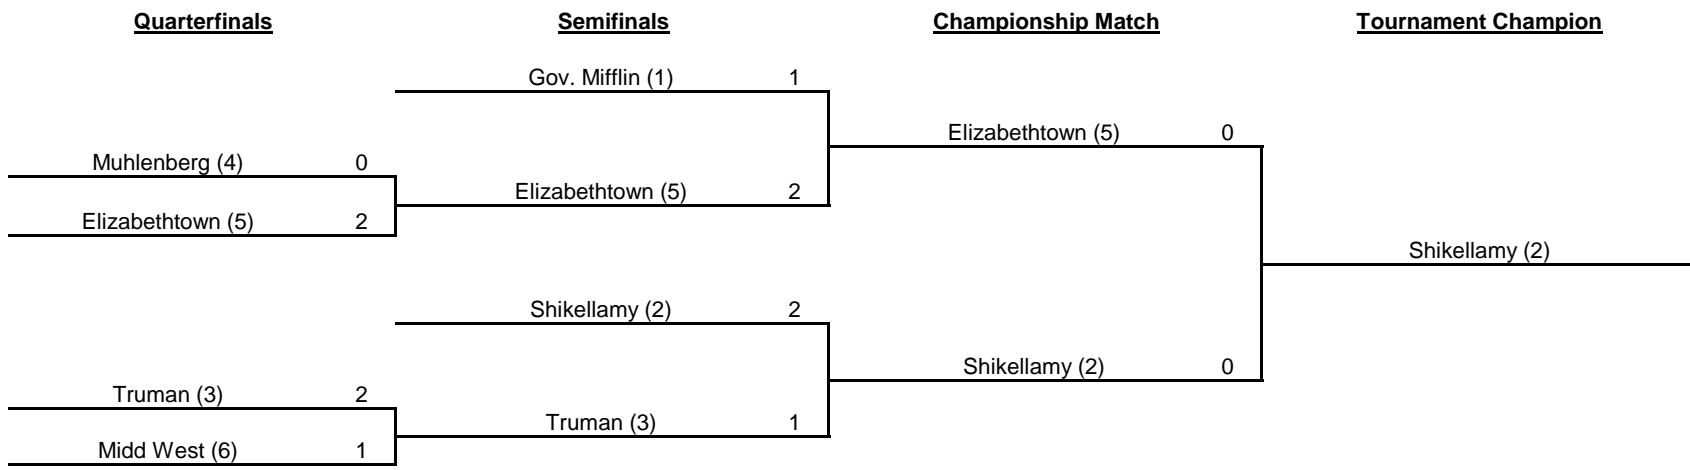 Quarterfinals Semifinals Championship Match Tournament Champion
Gov. Mifflin (1) 1
Elizabethtown (5) 0
Muhlenberg (4) 0
Elizabethtown (5) 2
Elizabethtown (5) 2
Shikellamy (2)
Shikellamy (2) 2
Shikellamy (2) 0
Truman (3) 2
Truman (3) 1
Midd West (6) 1